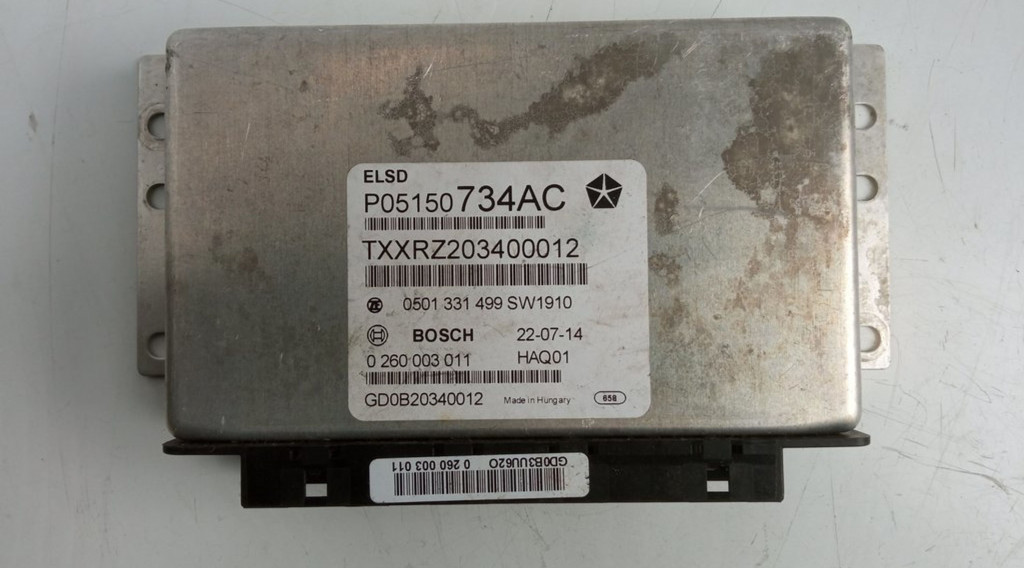 ELSD
P05150734AC
TXXRZ203400012
ZF 0501 331 499 SW1910
BOSCH 22-07-14
0 260 003 011 HAQ01
GD0B20340012 Made in Hungary 658
GD0B3UU62O 0 260 003 011